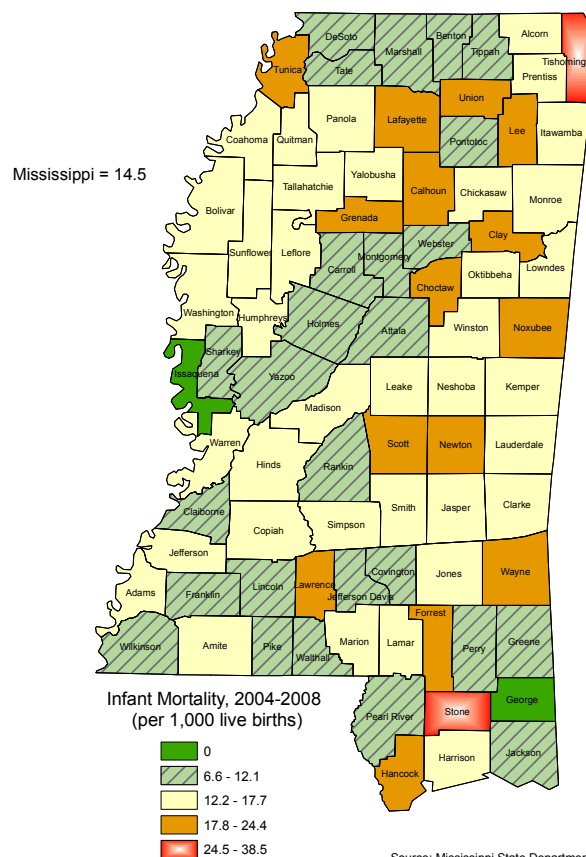 DeSoto
Benton
Alcorn
Marshall
Tippah
Tishoming
Tunica
Tate
Prentiss
Union
Panola
Lafayette
Lee
Itawamba
Coahoma
Quitman
Pontotoc
Mississippi = 14.5
Yalobusha
Tallahatchie
Calhoun
Chickasaw
Monroe
Bolivar
Grenada
Clay
Webster
Sunflower
Leflore
Montgomery
Carroll
Lowndes
Oktibbeha
Choctaw
Washington
Humphreys
Holmes
Attala
Winston
Noxubee
Sharkey
Issaquena
Yazoo
Leake
Neshoba
Kemper
Madison
Warren
Scott
Newton
Lauderdale
Hinds
Rankin
Claiborne
Smith
Jasper
Clarke
Copiah
Simpson
Jefferson
Covington
Jones
Wayne
Lawrence
Adams
Franklin
Lincoln
Jefferson Davis
Forrest
Wilkinson
Amite
Pike
Walthall
Marion
Lamar
Perry
Greene
Infant Mortality, 2004-2008
(per 1,000 live births)
George
Stone
Pearl River
0
Jackson
Harrison
6.6 - 12.1
Hancock
12.2 - 17.7
17.8 - 24.4
24.5 - 38.5
Source: Mississippi State Departmen